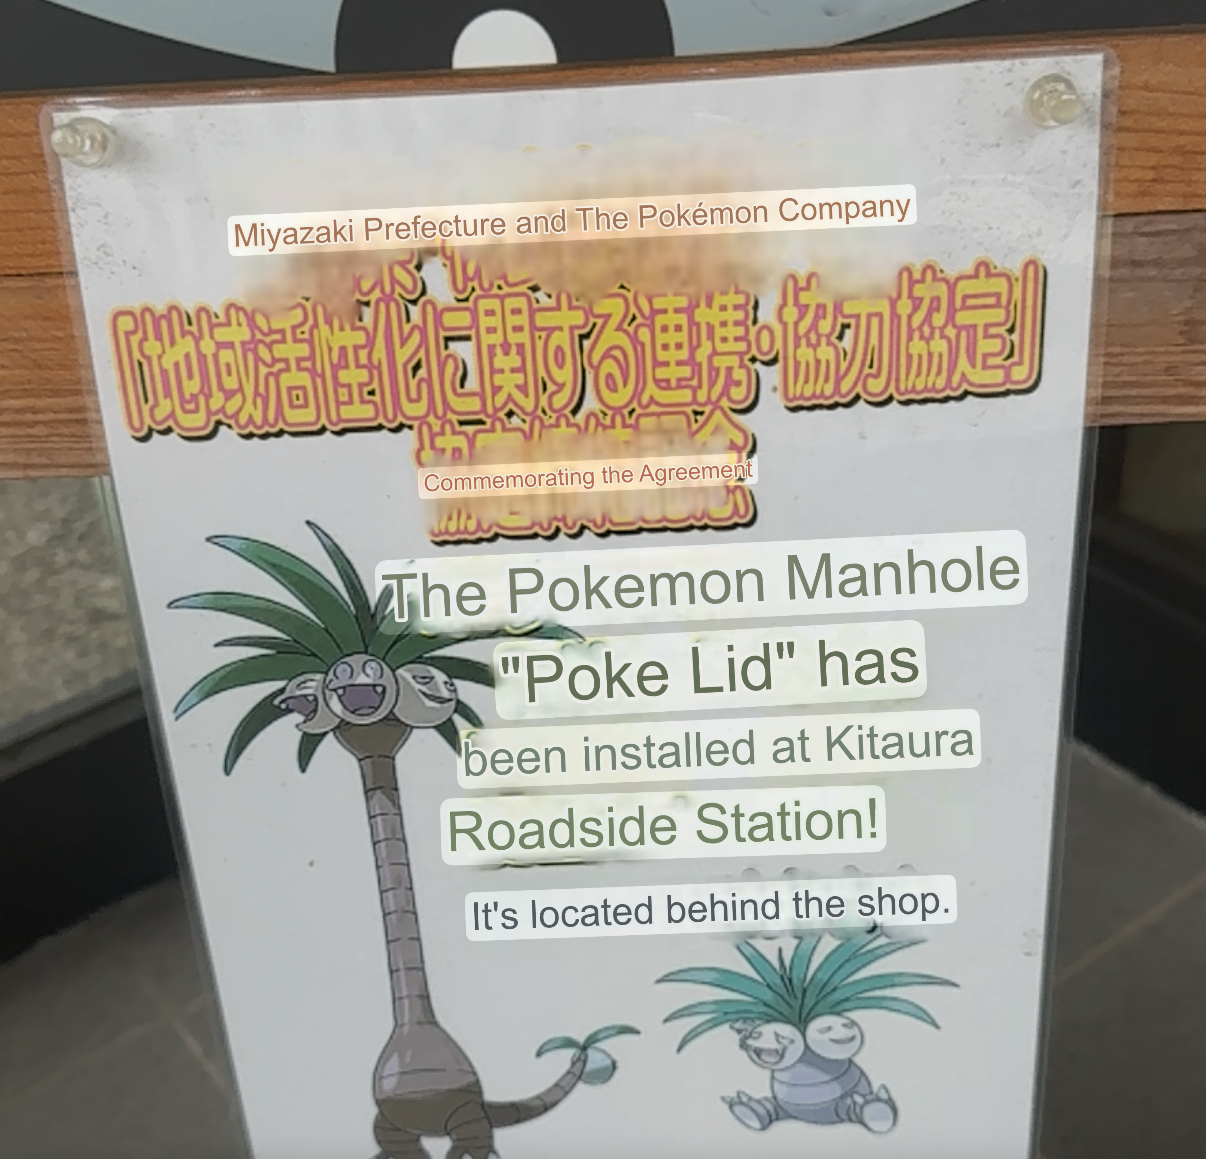 Miyazaki Prefecture and The Pokémon Company
「地域活性化に関する連携・協力協定」
Commemorating the Agreement
The Pokemon Manhole
"Poke Lid" has
been installed at Kitaura
Roadside Station!
It's located behind the shop.